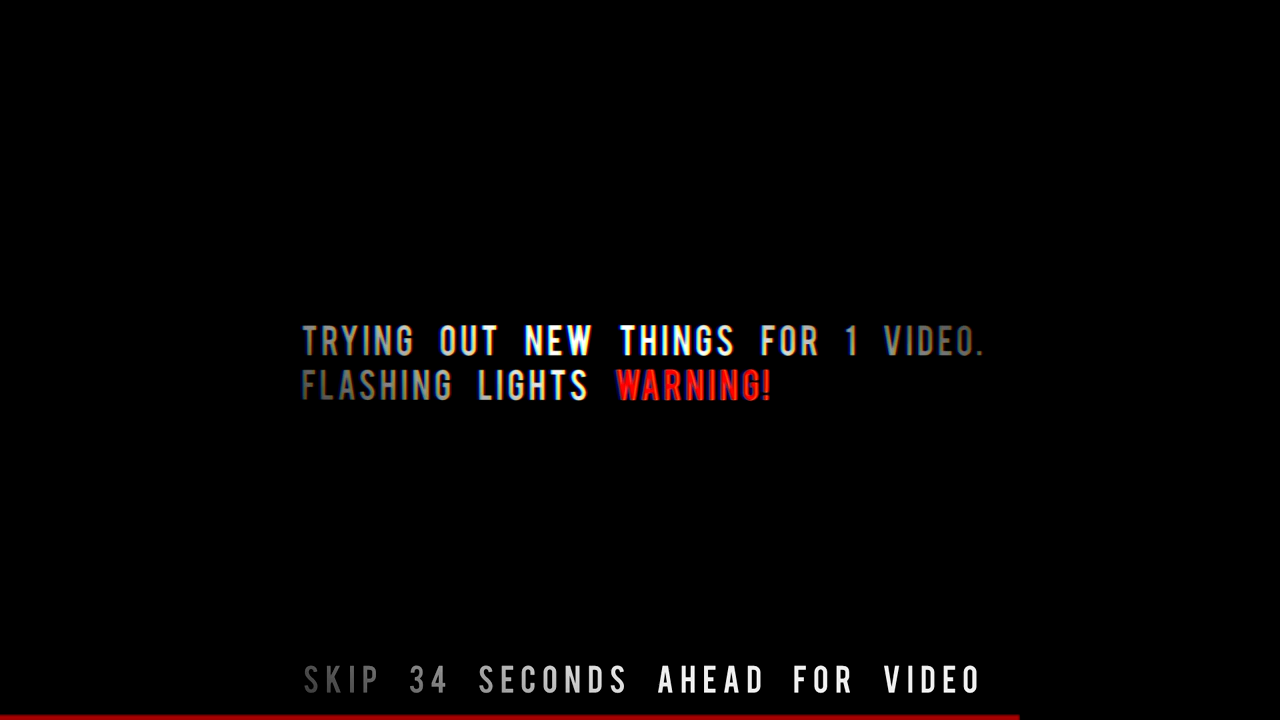 TRYING OUT NEW THINGS FOR 1 VIDEO.
FLASHING LIGHTS WARNING!
SKIP 34 SECONDS AHEAD FOR VIDEO